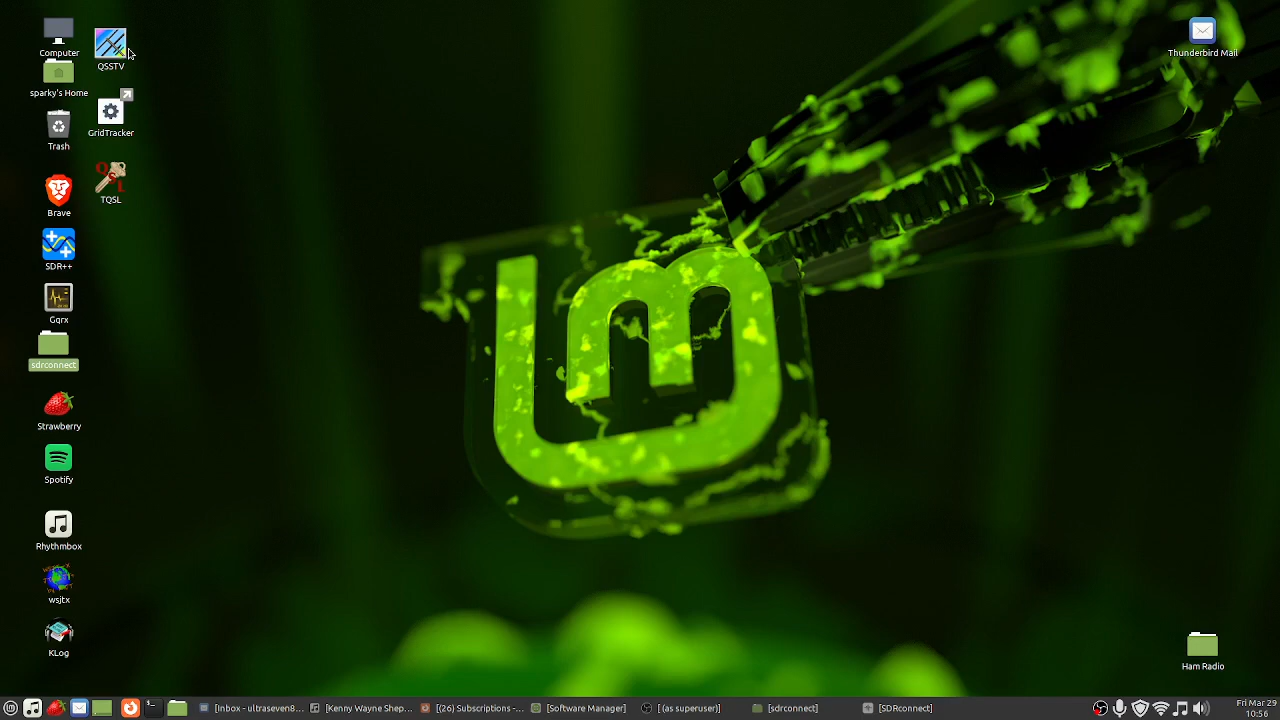 Computer
QSSTV
Thunderbird Mail
sparky's Home
GridTracker
Trash
QSL
TQSL
Brave
SDR++
Gqrx
sdrconnect
Strawberry
Spotify
Rhythmbox
wsjtx
KLog
Ham Radio
[Inbox - ultraseven8...
[Kenny Wayne Shep...
[(26) Subscriptions -...
[Software Manager]
[ (as superuser)]
[sdrconnect]
[SDRconnect]
Fri Mar 29
10:56